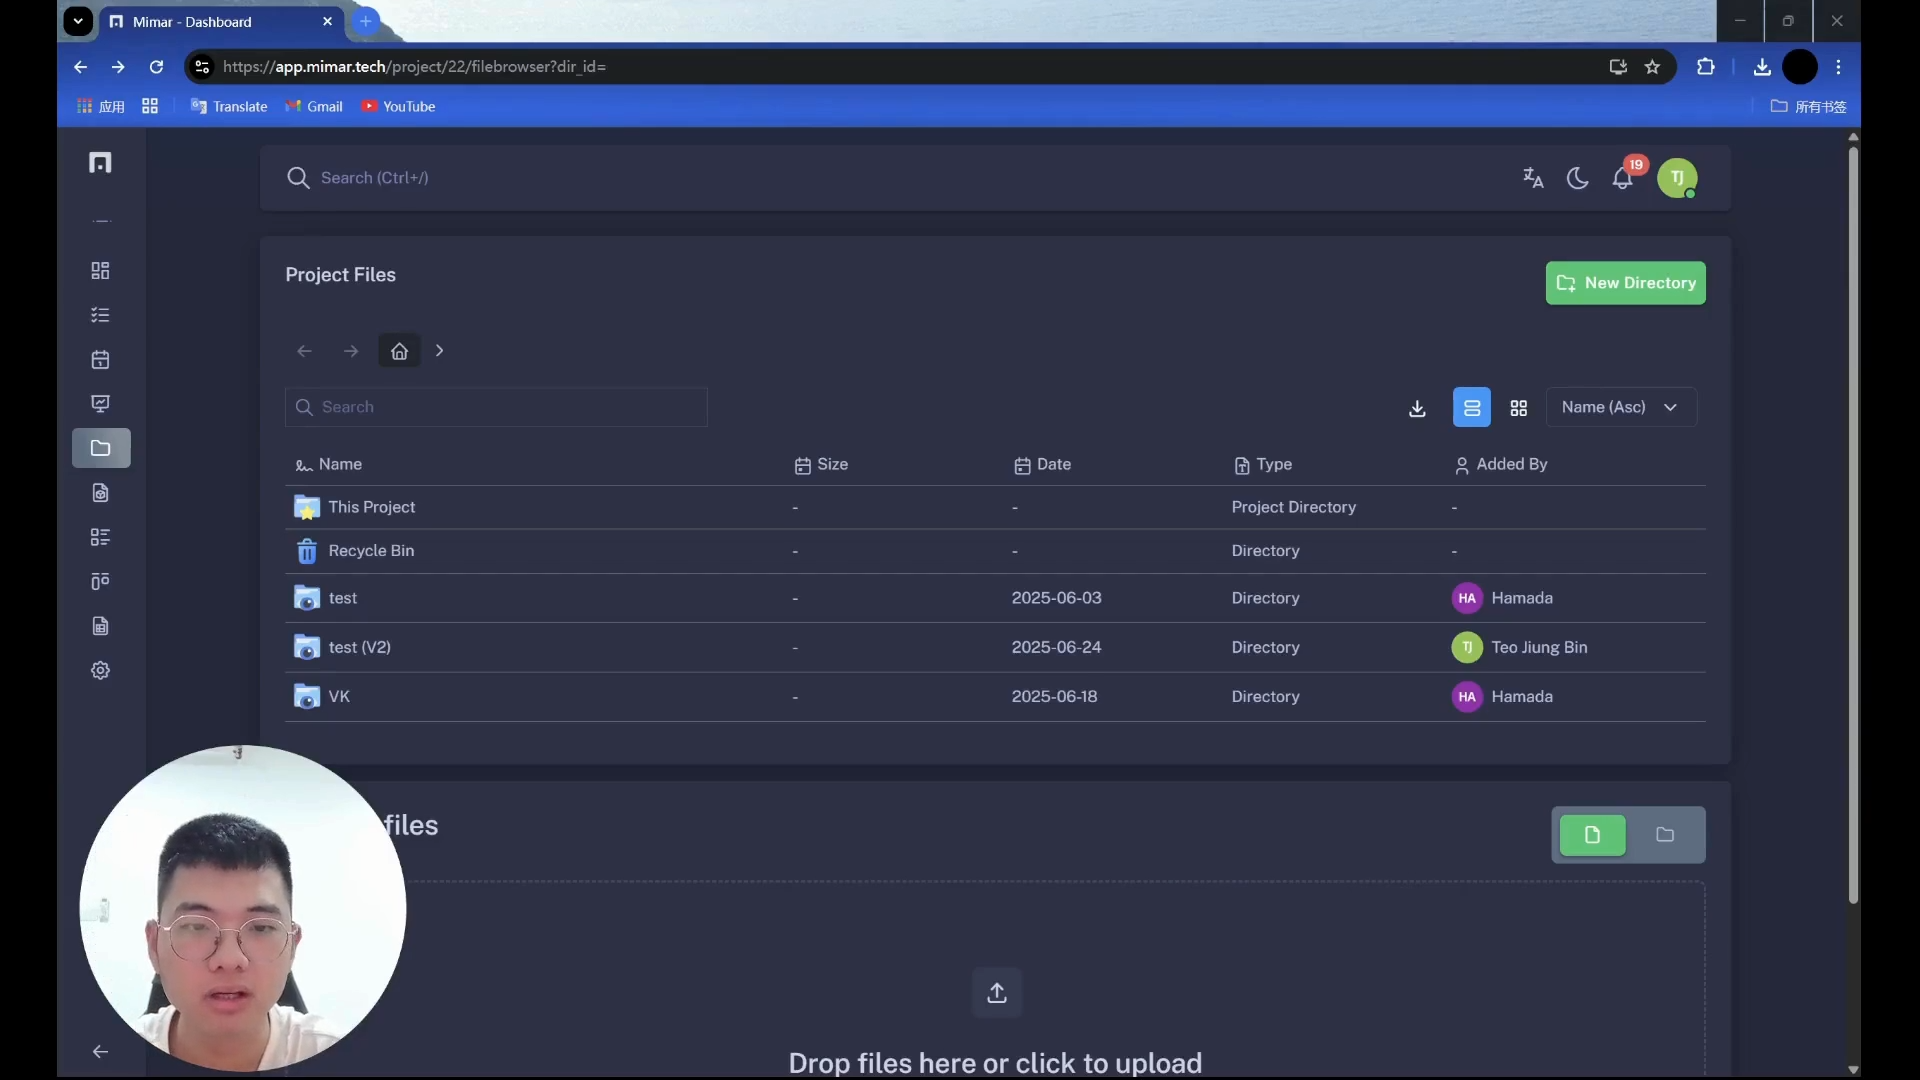 Mimar - Dashboard
https://app.mimar.tech/project/22/filebrowser?dir_id=
应用
Translate
Gmail
YouTube
所有书签
Search (Ctrl+/)
19
TJ
Project Files
New Directory
Search
Name (Asc)
Name Size Date Type Added By
This Project - - Project Directory -
Recycle Bin - - Directory -
test - 2025-06-03 Directory HA Hamada
test (V2) - 2025-06-24 Directory TJ Teo Jiung Bin
VK - 2025-06-18 Directory HA Hamada
files
Drop files here or click to upload